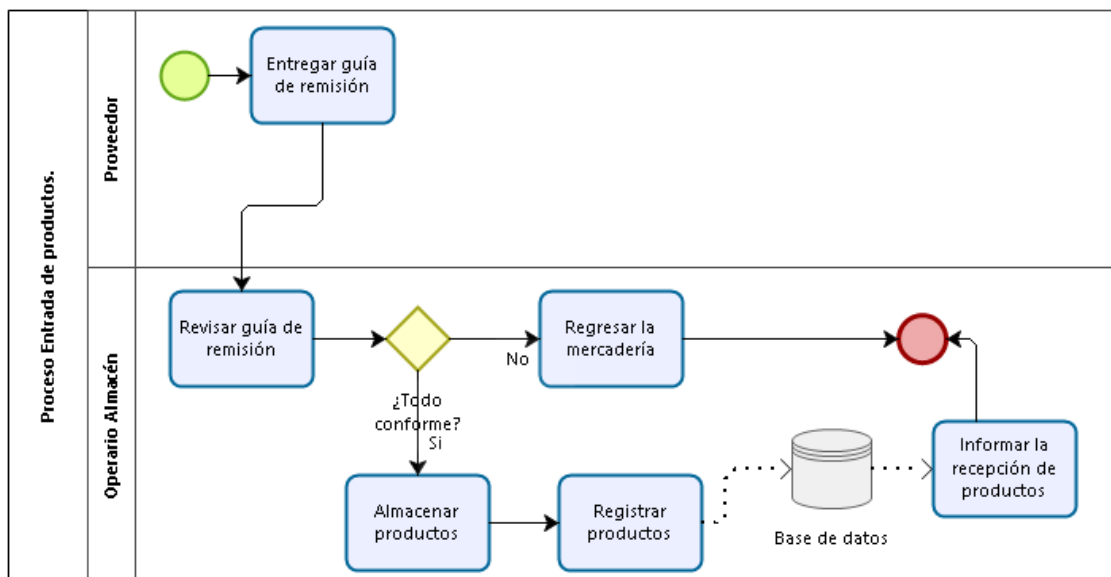 Proceso Entrada de productos.
Proveedor
Entregar guía
de remisión
Operario Almacén
Revisar guía de
remisión
¿Todo
conforme?
No
Si
Regresar la
mercadería
Almacenar
productos
Registrar
productos
Base de datos
Informar la
recepción de
productos